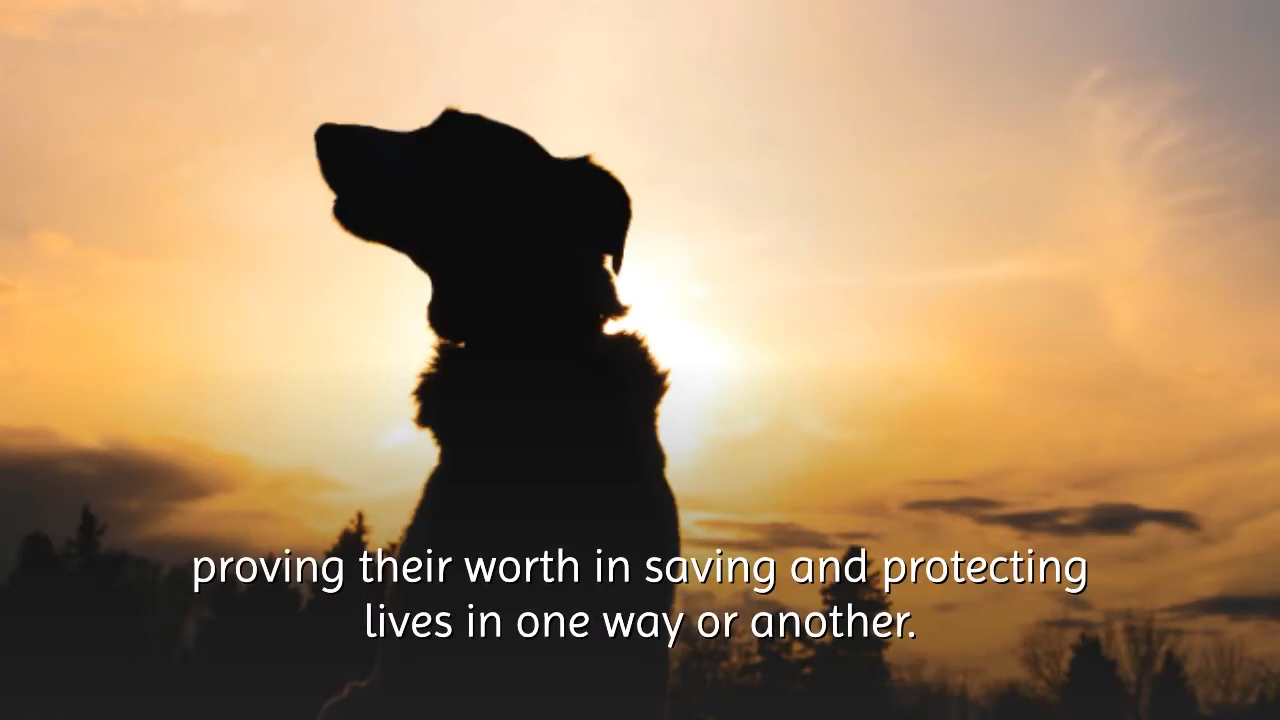 proving their worth in saving and protecting
lives in one way or another.